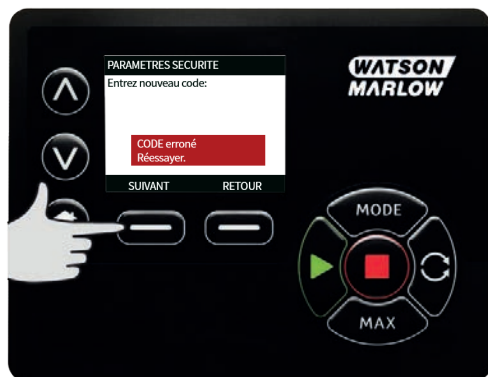 PARAMETRES SECURITE
WATSON
MARLOW
Entrez nouveau code:
CODE erroné
Réessayer.
SUIVANT RETOUR
MODE
MAX